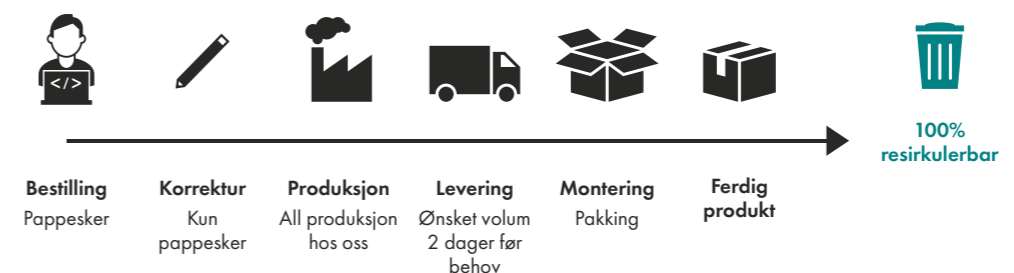 </>
100%
resirkulerbar
Bestilling
Pappesker
Korrektur
Kun
pappesker
Produksjon
All produksjon
hos oss
Levering
Ønsket volum
2 dager før
behov
Montering
Pakking
Ferdig
produkt